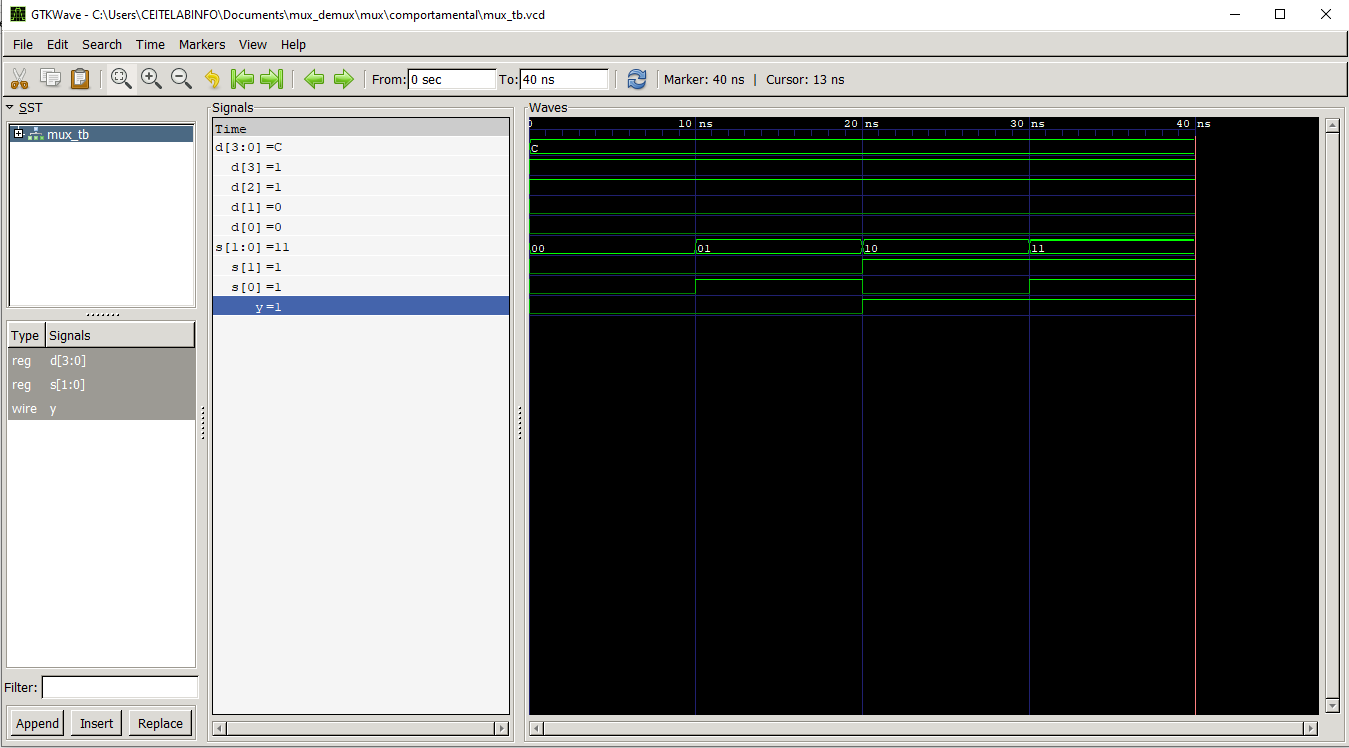 GTKWave - C:\Users\CEITELABINFO\Documents\mux_demux\mux\comportamental\mux_tb.vcd
File Edit Search Time Markers View Help
From: 0 sec To: 40 ns Marker: 40 ns | Cursor: 13 ns
SST
mux_tb
Type Signals
reg d[3:0]
reg s[1:0]
wire y
Filter:
Append Insert Replace
Signals
Time
d[3:0] =C
d[3] =1
d[2] =1
d[1] =0
d[0] =0
s[1:0] =11
s[1] =1
s[0] =1
y =1
Waves
0 10 ns 20 ns 30 ns 40 ns
C
00 01 10 11